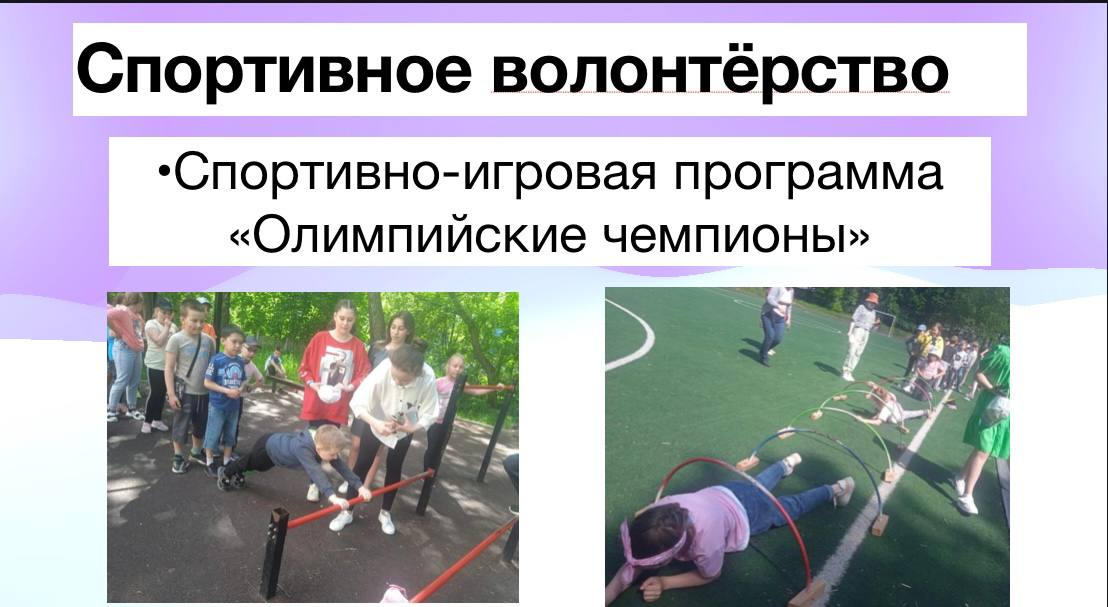 Спортивное волонтёрство
•Спортивно-игровая программа
«Олимпийские чемпионы»